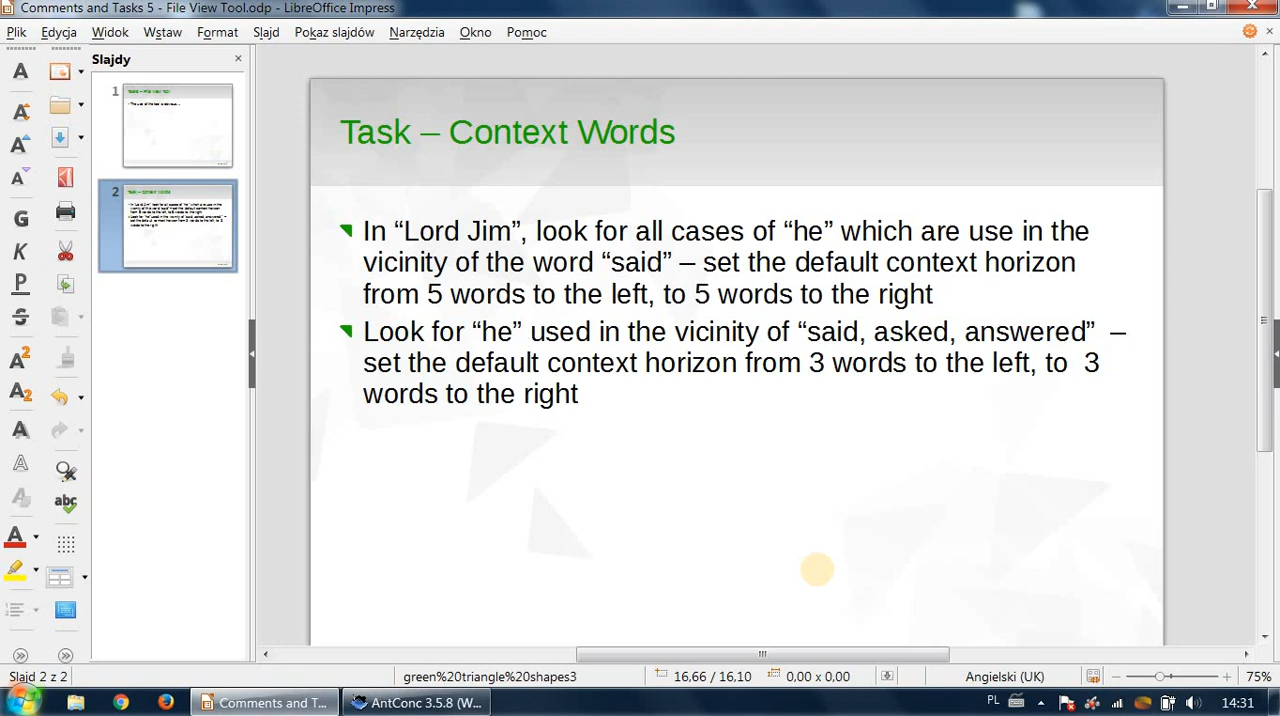 Comments and Tasks 5 - File View Tool.odp - LibreOffice Impress
Plik Edycja Widok Wstaw Format Slajd Pokaz slajdów Narzędzia Okno Pomoc
Slajdy
1
2
Task – Context Words
Task – Context Words
In “Lord Jim”, look for all cases of “he” which are use in the
vicinity of the word “said” – set the default context horizon
from 5 words to the left, to 5 words to the right
Look for “he” used in the vicinity of “said, asked, answered” –
set the default context horizon from 3 words to the left, to 3
words to the right
Slajd 2 z 2 green%20triangle%20shapes3 16,66 / 16,10 0,00 x 0,00 Angielski (UK) 75%
Comments and T... AntConc 3.5.8 (W... PL 14:31